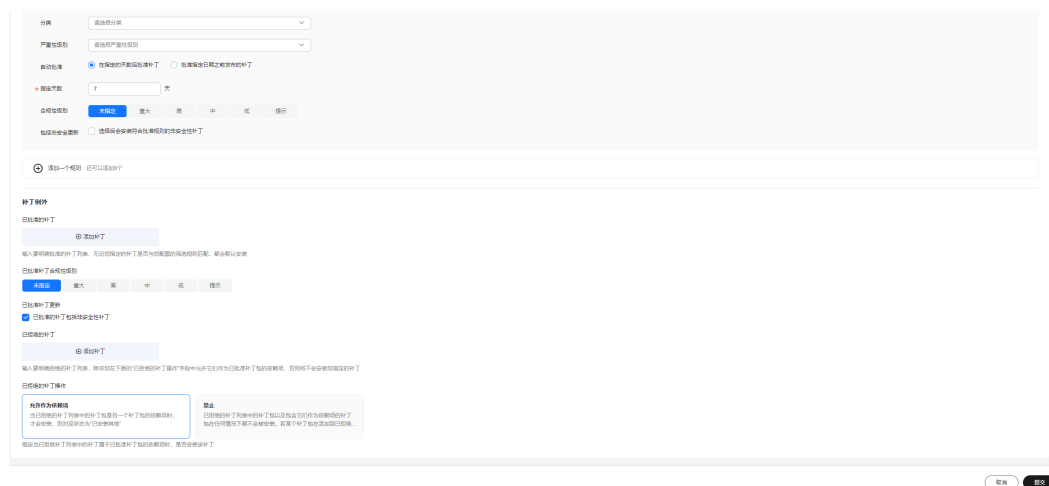 分类 请选择分类
严重性级别 请选择严重性级别
自动批准 在指定的天数后批准补丁 批准指定日期之前发布的补丁
* 指定天数 7 天
合规性级别 未指定 重大 高 中 低 提示
包括非安全更新 选择后会安装符合批准规则的非安全性补丁
添加一个规则 还可以添加9个
补丁例外
已批准的补丁
添加补丁
输入要明确批准的补丁列表，无论您指定的补丁是否与您配置的筛选规则匹配，都会默认安装
已批准补丁合规性级别
未指定 重大 高 中 低 提示
已批准补丁更新
已批准的补丁包括非安全性补丁
已拒绝的补丁
添加补丁
输入要明确拒绝的补丁列表，除非您在下面的“已拒绝的补丁操作”字段中允许它们作为已批准补丁包的依赖项，否则将不会安装您指定的补丁
已拒绝的补丁操作
允许作为依赖项
当已拒绝的补丁列表中的补丁包是另一个补丁包的依赖项时，
才会安装，则对应状态为“已安装其他”
禁止
已拒绝的补丁列表中的补丁包以及包含它们作为依赖项的补丁
包在任何情况下都不会被安装。若某个补丁包在添加到已拒绝...
指定当已拒绝补丁列表中的补丁属于已批准补丁包的依赖项时，是否安装该补丁
取消 提交